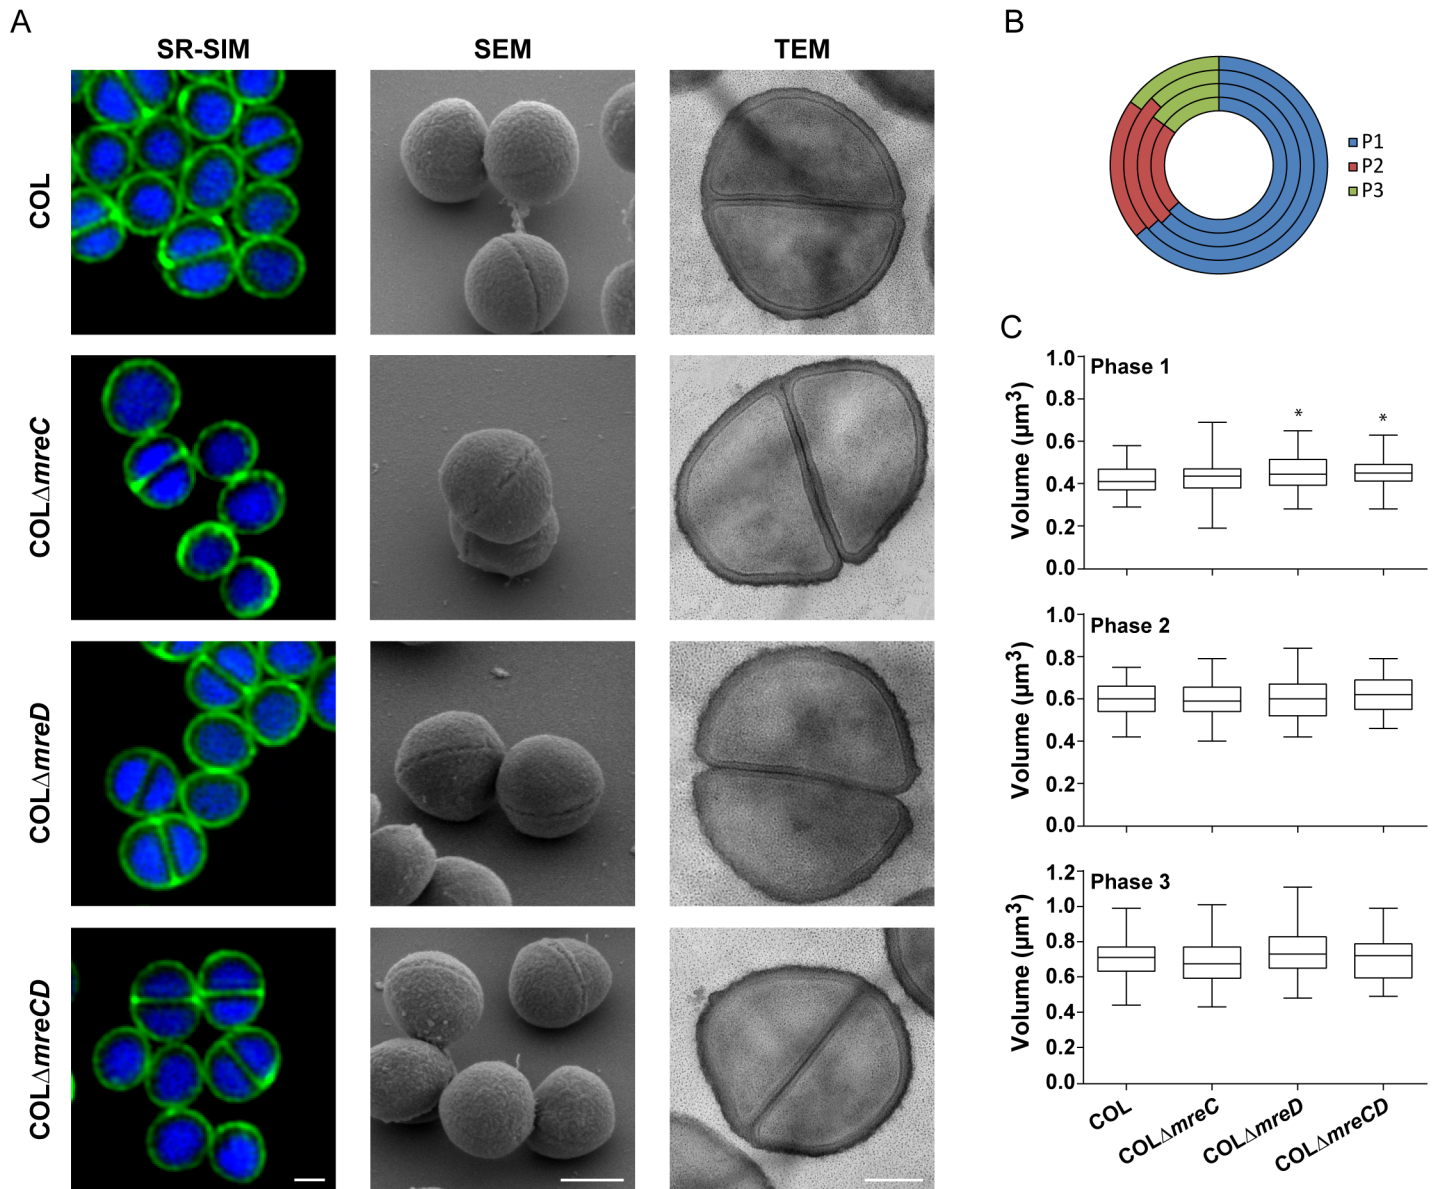 A
SR-SIM
SEM
TEM
COL
COLΔmreC
COLΔmreD
COLΔmreCD
B
P1
P2
P3
C
1.0
Phase 1
0.8
0.6
0.4
0.2
0.0
Volume (μm³)
* *
1.0
Phase 2
0.8
0.6
0.4
0.2
0.0
Volume (μm³)
1.2
Phase 3
1.0
0.8
0.6
0.4
0.2
0.0
Volume (μm³)
COL
COLΔmreC
COLΔmreD
COLΔmreCD